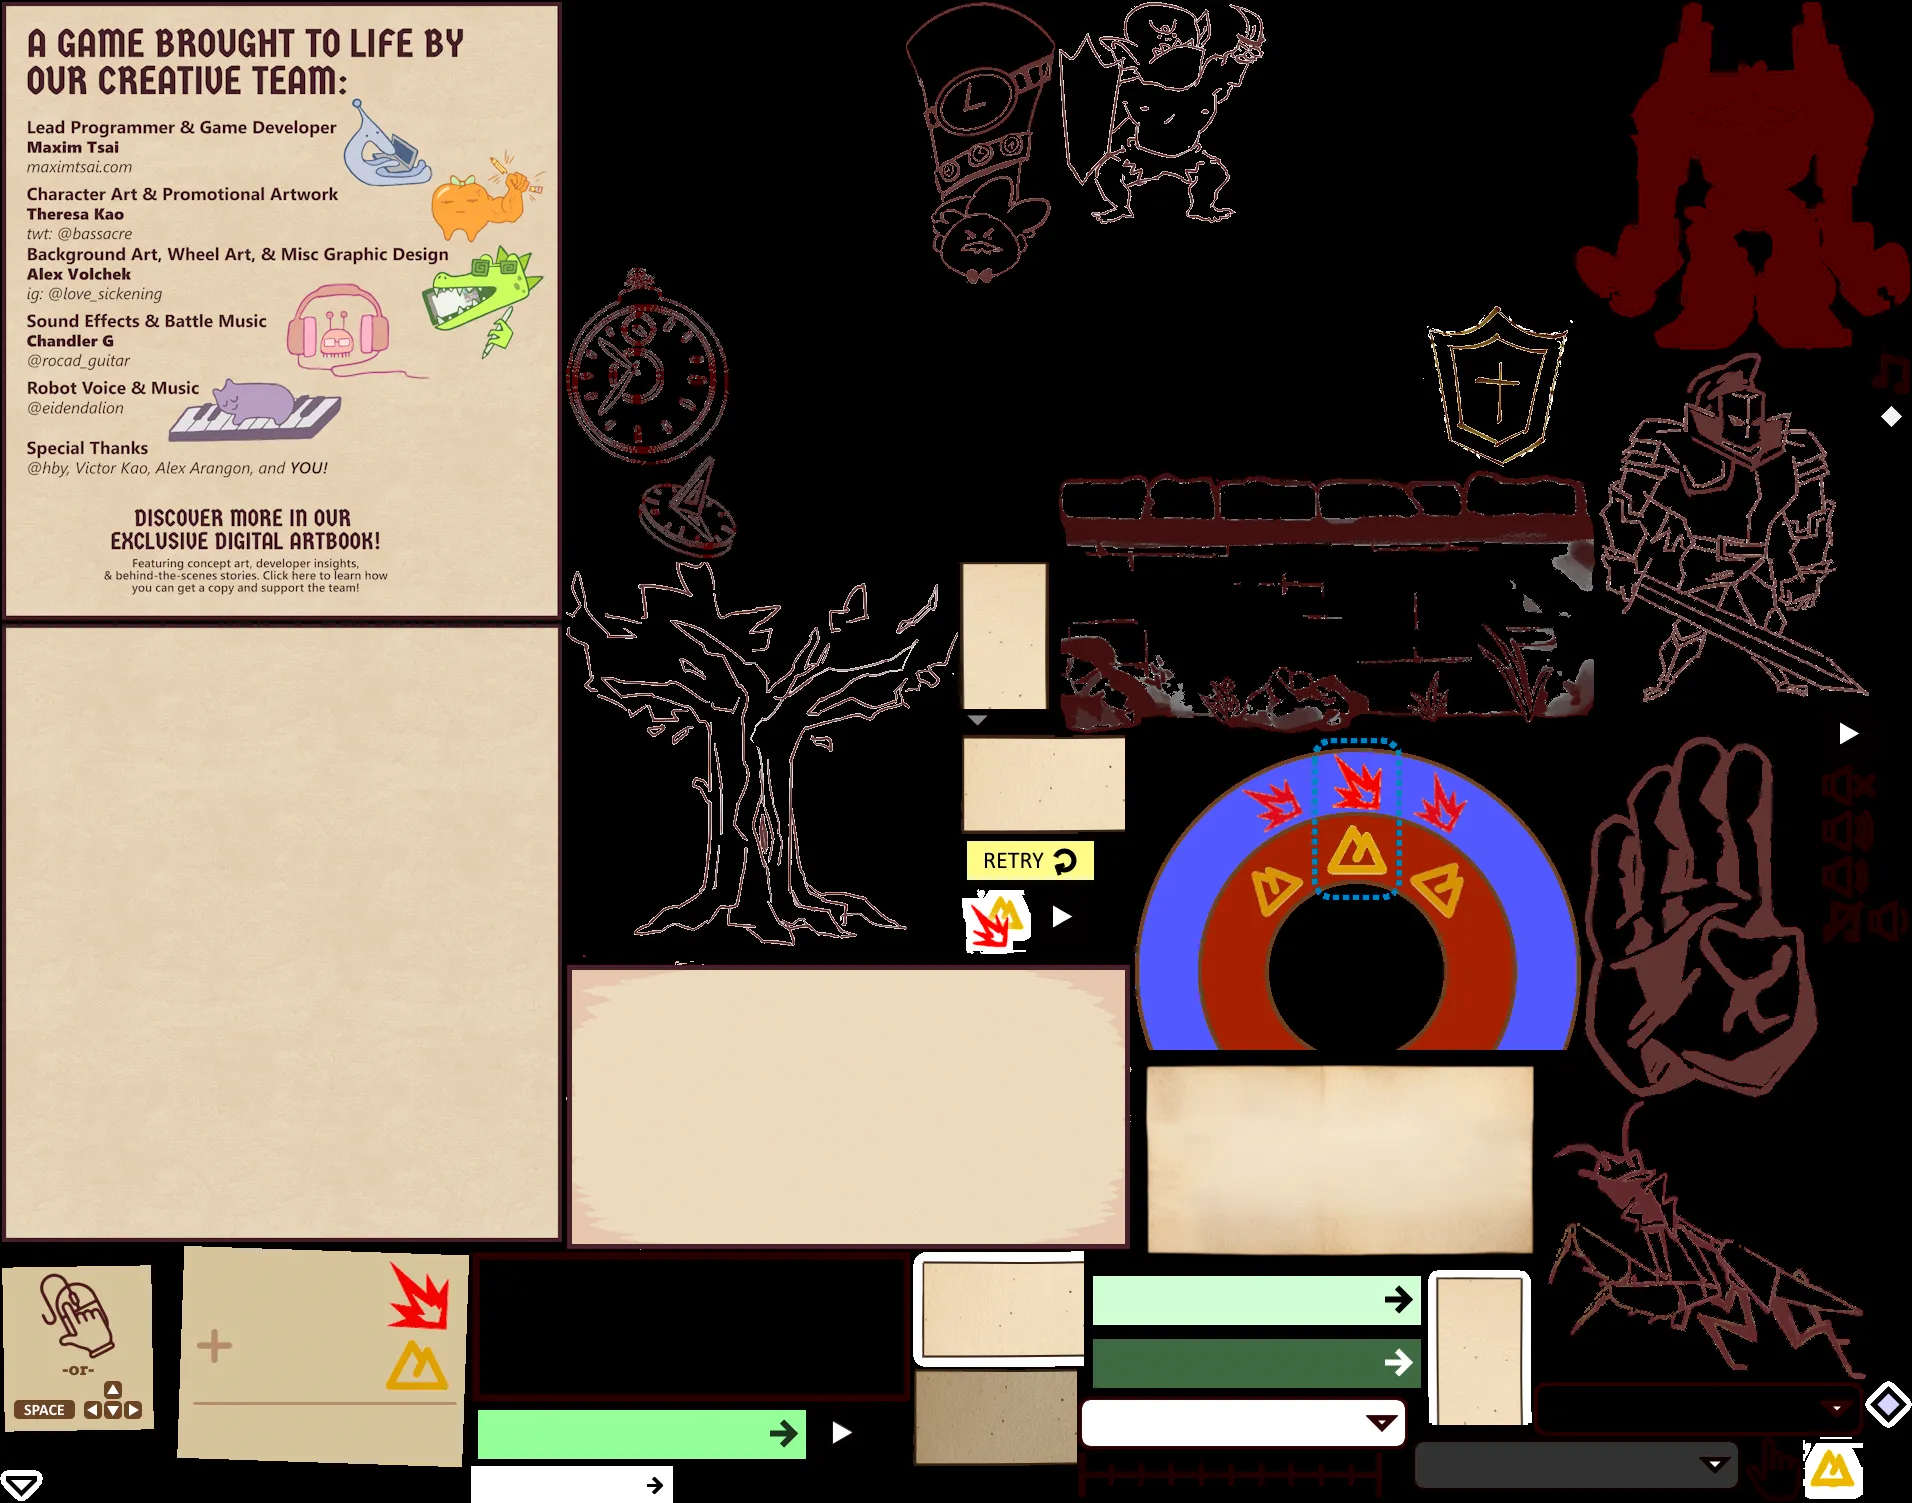 A GAME BROUGHT TO LIFE BY
OUR CREATIVE TEAM:
Lead Programmer & Game Developer
Maxim Tsai
maximtsai.com
Character Art & Promotional Artwork
Theresa Kao
twt: @bassacre
Background Art, Wheel Art, & Misc Graphic Design
Alex Volchek
ig: @love_sickening
Sound Effects & Battle Music
Chandler G
@rocad_guitar
Robot Voice & Music
@eidendalion
Special Thanks
@hby, Victor Kao, Alex Arangon, and YOU!
DISCOVER MORE IN OUR
EXCLUSIVE DIGITAL ARTBOOK!
Featuring concept art, developer insights,
& behind-the-scenes stories. Click here to learn how
you can get a copy and support the team!
RETRY
-or-
SPACE